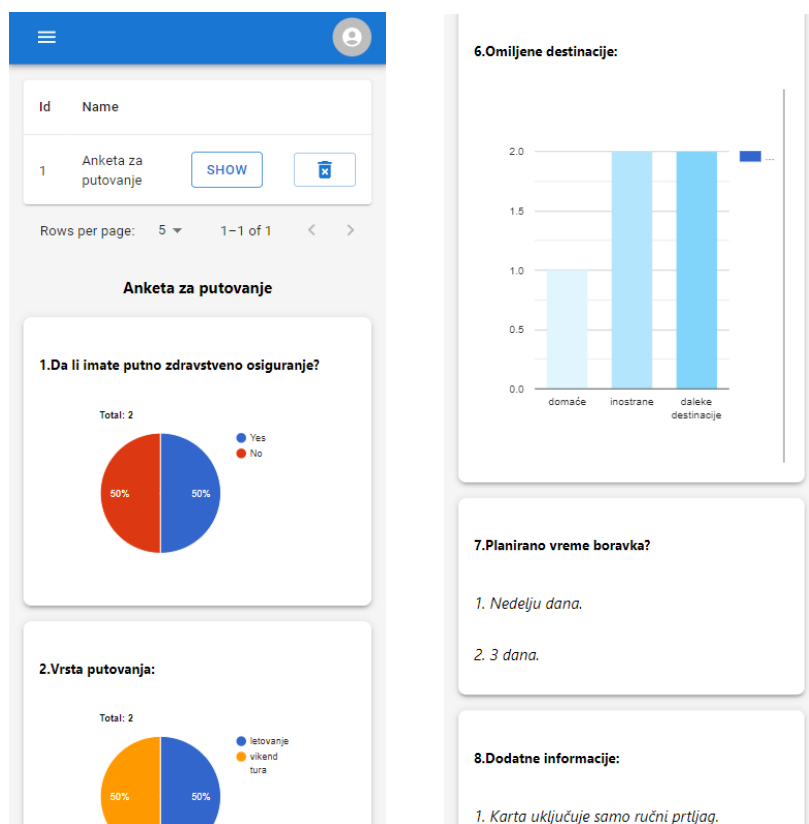 Id Name
1 Anketa za putovanje SHOW
Rows per page: 5 1–1 of 1
Anketa za putovanje
1.Da li imate putno zdravstveno osiguranje?
Total: 2
Yes
No
50% 50%
2.Vrsta putovanja:
Total: 2
letovanje
vikend
tura
50% 50%
6.Omiljene destinacije:
2.0
...
1.5
1.0
0.5
0.0
domaće inostrane daleke
destinacije
7.Planirano vreme boravka?
1. Nedelju dana.
2. 3 dana.
8.Dodatne informacije:
1. Karta uključuje samo ručni prtljag.